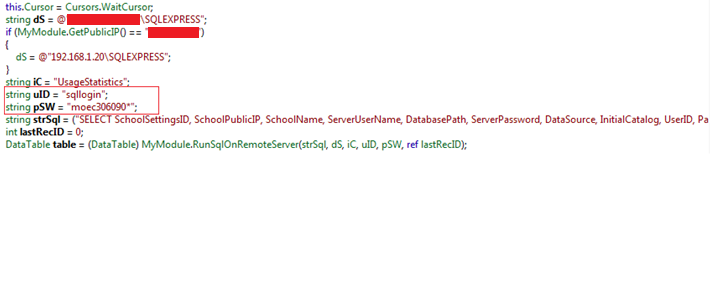 this.Cursor = Cursors.WaitCursor;
string dS = @ \SQLEXPRESS";
if (MyModule.GetPublicIP() == " ")
{
dS = @"192.168.1.20\SQLEXPRESS";
}
string iC = "UsageStatistics";
string uID = "sqllogin";
string pSW = "moec306090*";
string strSql = ("SELECT SchoolSettingsID, SchoolPublicIP, SchoolName, ServerUserName, DatabasePath, ServerPassword, DataSource, InitialCatalog, UserID, Pa
int lastRecID = 0;
DataTable table = (DataTable) MyModule.RunSqlOnRemoteServer(strSql, dS, iC, uID, pSW, ref lastRecID);